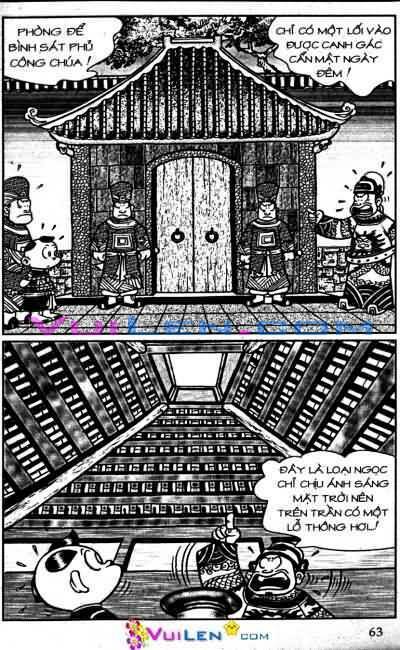 PHÒNG ĐỂ
BÌNH SÁT PHỦ
CÔNG CHÚA!
CHỈ CÓ MỘT LỐI VÀO
ĐƯỢC CANH GÁC
CẨN MẬT NGÀY
ĐÊM!
VUILEN.COM
ĐÂY LÀ LOẠI NGỌC
CHỈ CHỊU ÁNH SÁNG
MẶT TRỜI NÊN
TRÊN TRẦN CÓ MỘT
LỖ THÔNG HƠI!
63
VUILEN.COM